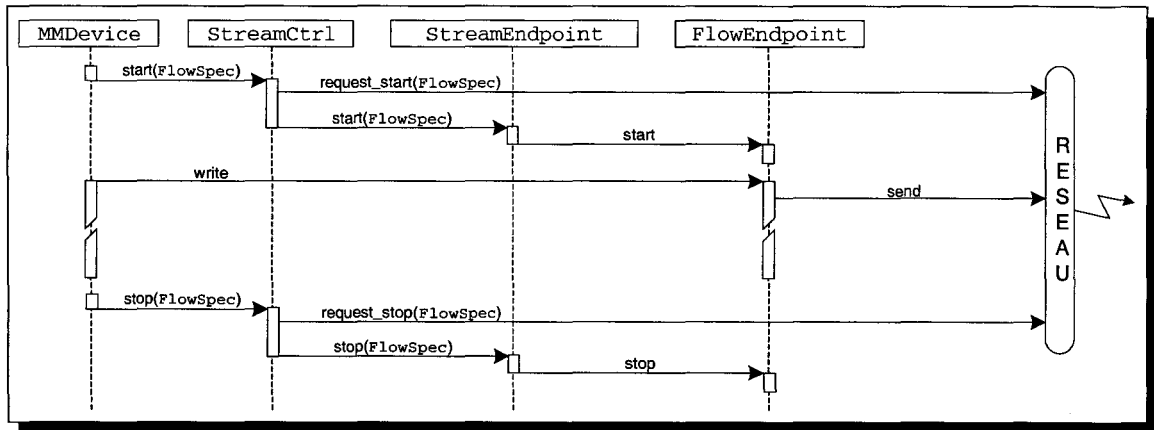 MMDevice StreamCtrl StreamEndpoint FlowEndpoint
start(FlowSpec)
request_start(FlowSpec)
start(FlowSpec)
start
write
send
RESEAU
stop(FlowSpec)
request_stop(FlowSpec)
stop(FlowSpec)
stop